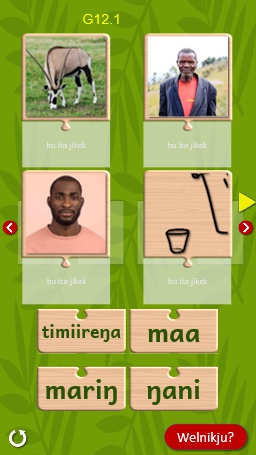 G12.1
bu ita jikek
bu ita jikek
bu ita jikek
bu ita jikek
timiireŋa
maa
mariŋ
ŋani
Welnikju?